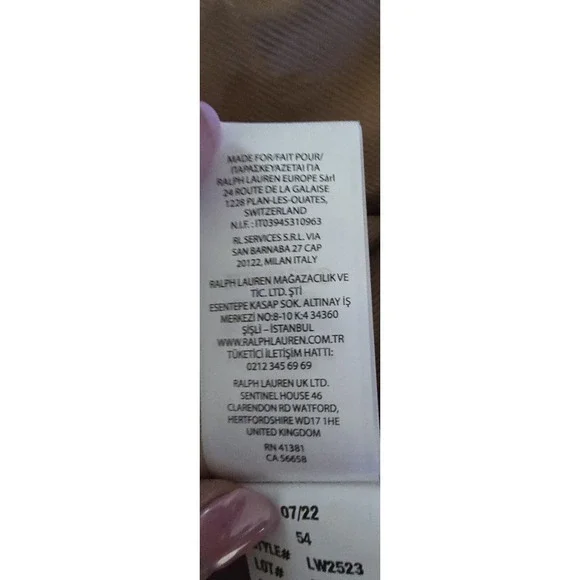 MADE FOR/FAIT POUR/
ΠΑΡΑΣΚΕΥΑΖΕΤΑΙ ΓΙΑ
RALPH LAUREN EUROPE Sàrl
24 ROUTE DE LA GALAISE
1228 PLAN-LES-OUATES,
SWITZERLAND
N.I.F. : IT03945310963
RL SERVICES S.R.L. VIA
SAN BARNABA 27 CAP
20122, MILAN ITALY
RALPH LAUREN MAĞAZACILIK VE
TİC. LTD. ŞTİ
ESENTEPE KASAP SOK. ALTINAY İŞ
MERKEZİ NO:8-10 K:4 34360
ŞİŞLİ – İSTANBUL
WWW.RALPHLAUREN.COM.TR
TÜKETİCİ İLETİŞİM HATTI:
0212 345 69 69
RALPH LAUREN UK LTD.
SENTINEL HOUSE 46
CLARENDON RD WATFORD,
HERTFORDSHIRE WD17 1HE
UNITED KINGDOM
RN 41381
CA 56658
07/22
54
LOT# LW2523